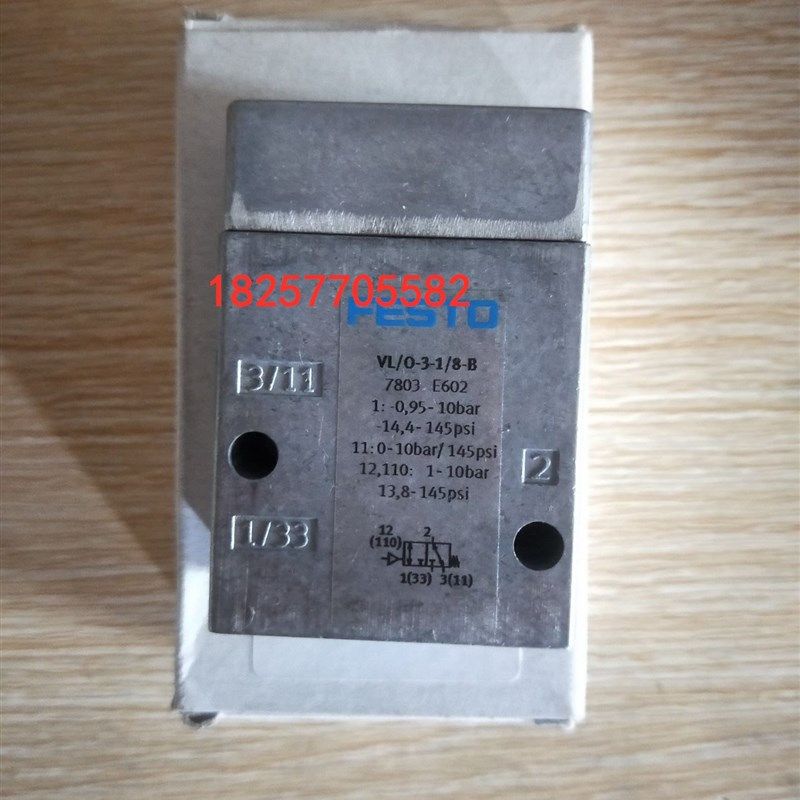 18257705582
FESTO
VL/O-3-1/8-B
7803 E602
1: -0,95-10bar
-14,4-145psi
11:0-10bar/145psi
12,110: 1-10bar
13,8-145psi
3/11
2
1/33
12 2
(110)
1(33) 3(11)